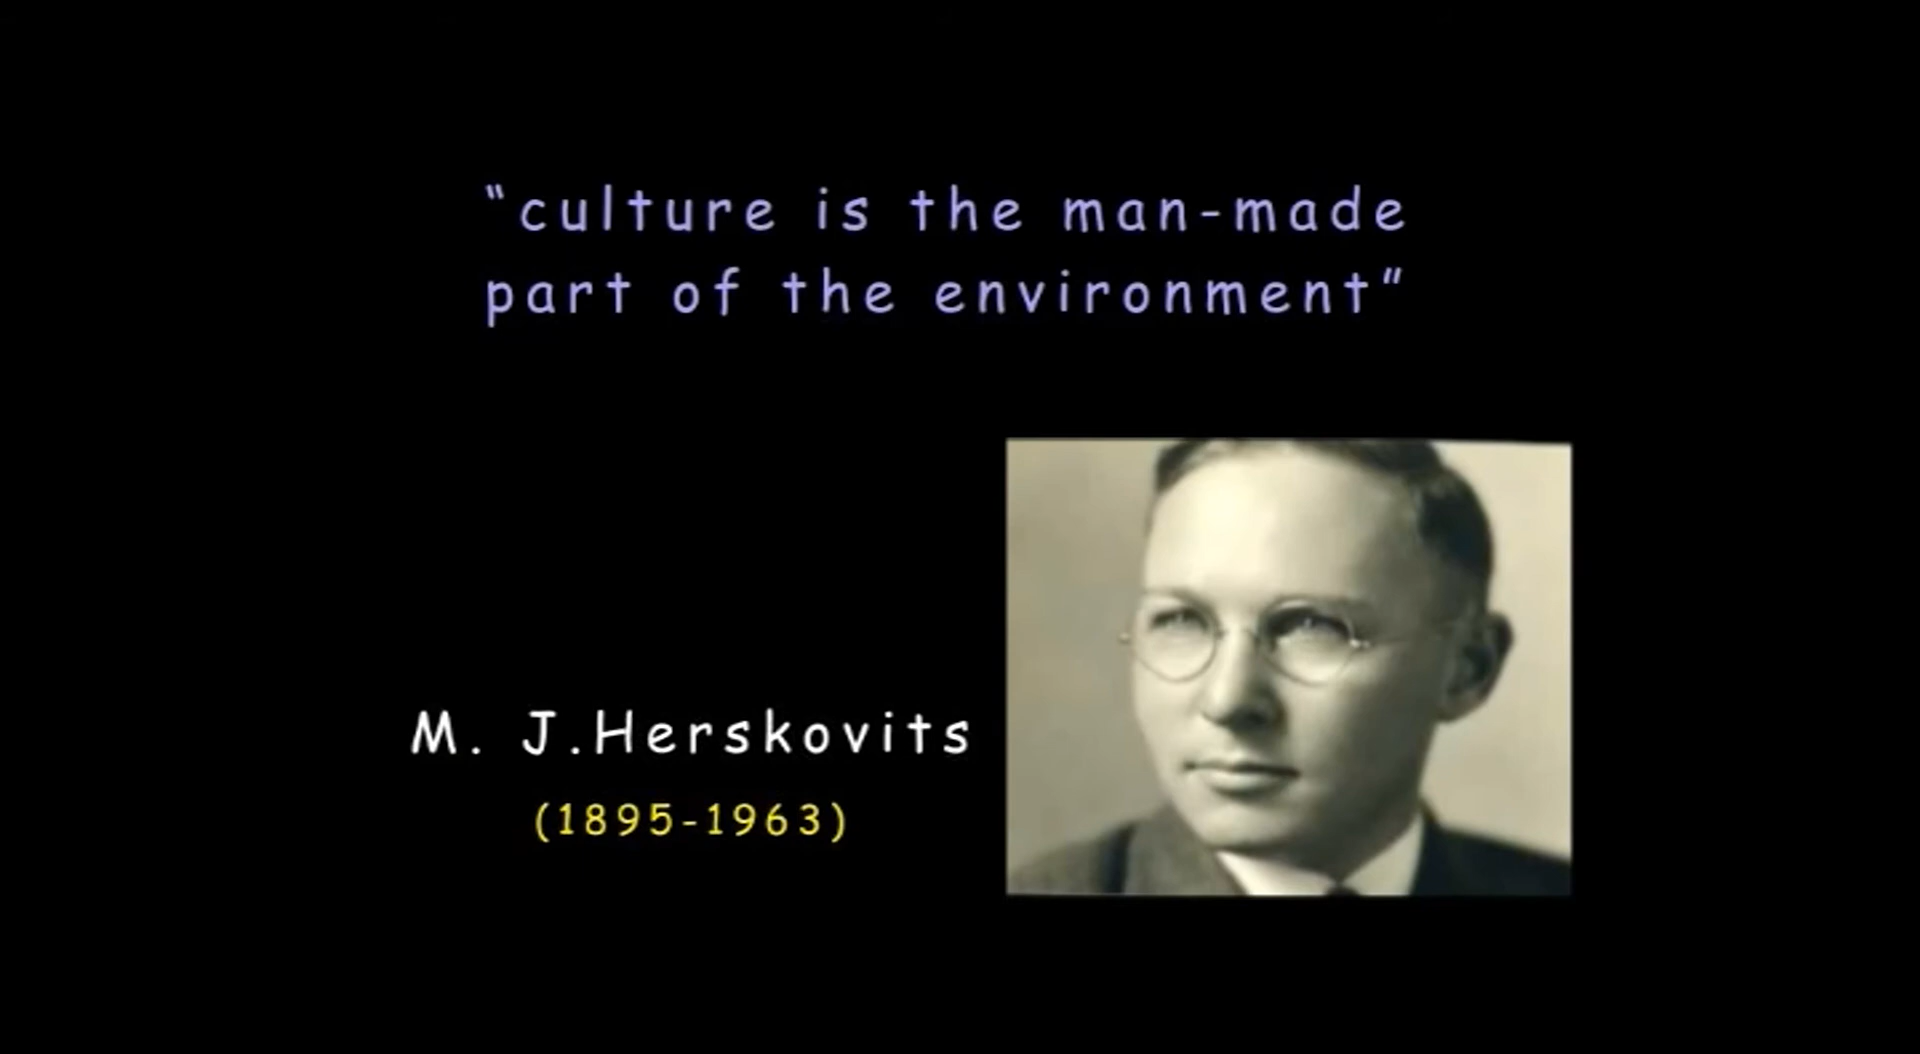 “culture is the man-made
part of the environment”
M. J.Herskovits
(1895-1963)